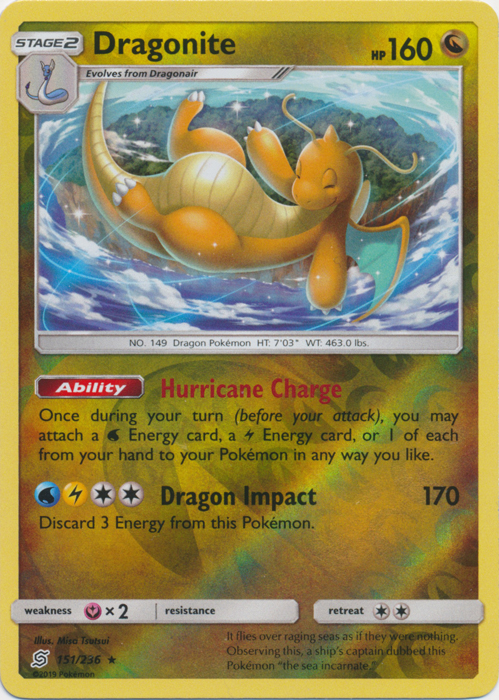 STAGE2 Dragonite HP160
Evolves from Dragonair
NO. 149 Dragon Pokémon HT: 7'03" WT: 463.0 lbs.
Ability Hurricane Charge
Once during your turn (before your attack), you may
attach a Energy card, a Energy card, or 1 of each
from your hand to your Pokémon in any way you like.
Dragon Impact 170
Discard 3 Energy from this Pokémon.
weakness ×2 resistance retreat
Illus. Misa Tsutsui
151/236 ★
©2019 Pokémon
It flies over raging seas as if they were nothing.
Observing this, a ship's captain dubbed this
Pokémon “the sea incarnate.”